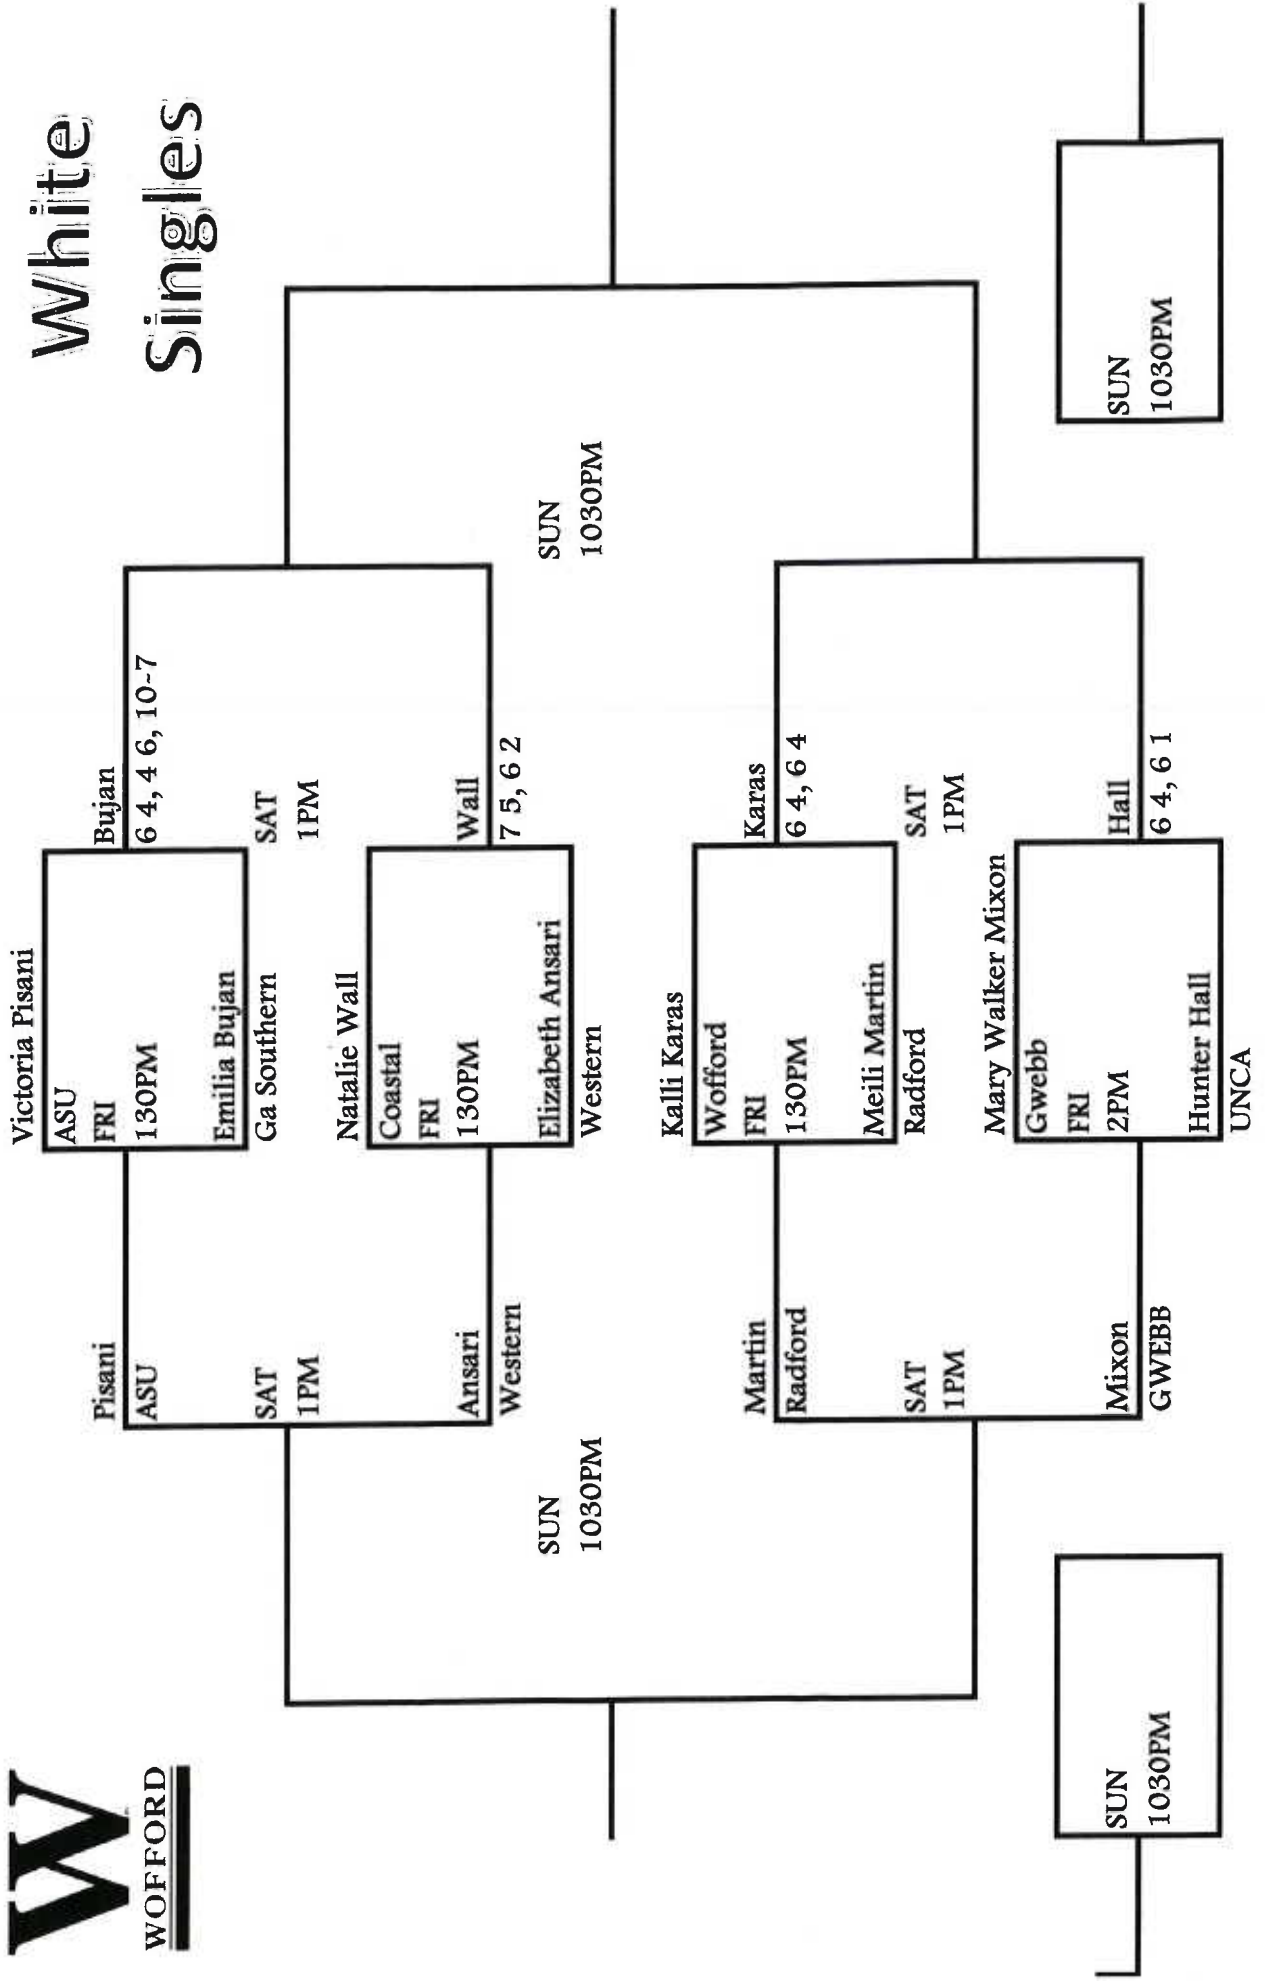 W
WOFFORD
White
Singles
Victoria Pisani
ASU
FRI
130PM
Emilia Bujan
Ga Southern
Pisani
ASU
SAT
1PM
Bujan
6 4, 4 6, 10-7
SAT
1PM
Natalie Wall
Coastal
FRI
130PM
Elizabeth Ansari
Western
Ansari
Western
Wall
7 5, 6 2
SUN
1030PM
SUN
1030PM
Kalli Karas
Wofford
FRI
130PM
Meili Martin
Radford
Martin
Radford
SAT
1PM
Karas
6 4, 6 4
SAT
1PM
Mary Walker Mixon
Gwebb
FRI
2PM
Hunter Hall
UNCA
Mixon
GWEBB
Hall
6 4, 6 1
SUN
1030PM
SUN
1030PM